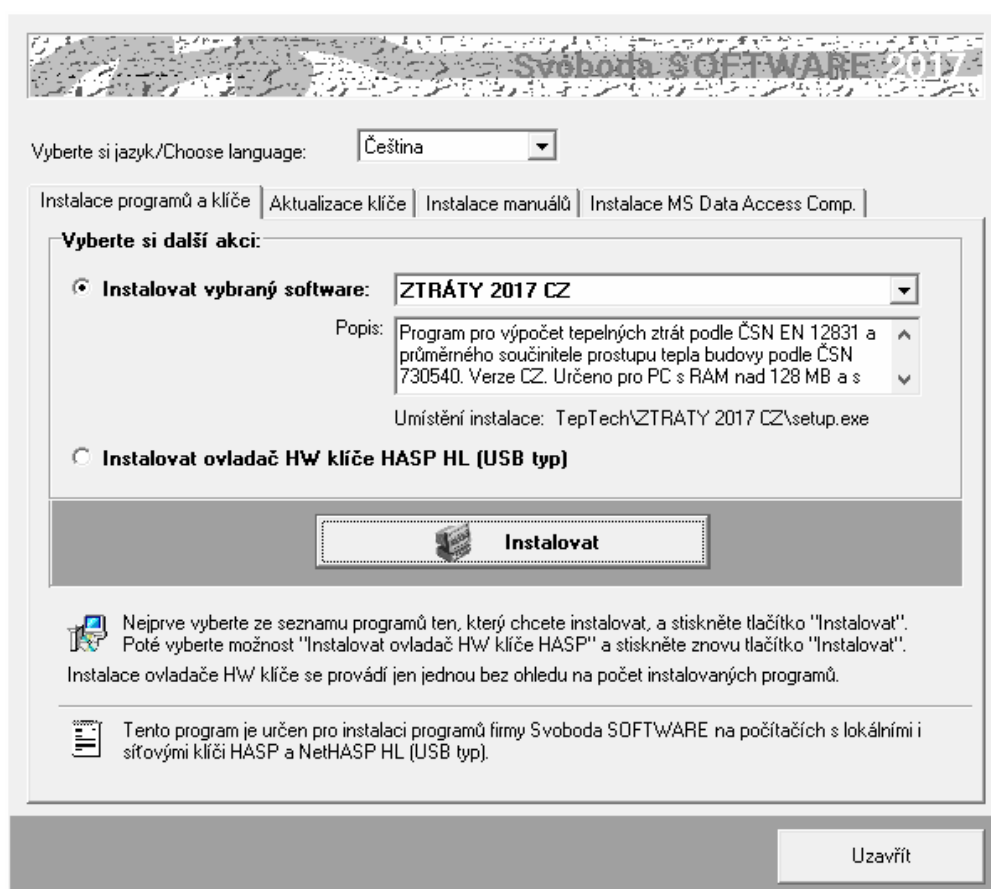 Svoboda SOFTWARE 2017
Vyberte si jazyk/Choose language: Čeština
Instalace programů a klíče Aktualizace klíče Instalace manuálů Instalace MS Data Access Comp.
Vyberte si další akci:
Instalovat vybraný software: ZTRÁTY 2017 CZ
Popis: Program pro výpočet tepelných ztrát podle ČSN EN 12831 a
průměrného součinitele prostupu tepla budovy podle ČSN
730540. Verze CZ. Určeno pro PC s RAM nad 128 MB a s
Umístění instalace: TepTech\ZTRATY 2017 CZ\setup.exe
Instalovat ovladač HW klíče HASP HL (USB typ)
Instalovat
Nejprve vyberte ze seznamu programů ten, který chcete instalovat, a stiskněte tlačítko "Instalovat".
Poté vyberte možnost "Instalovat ovladač HW klíče HASP" a stiskněte znovu tlačítko "Instalovat".
Instalace ovladače HW klíče se provádí jen jednou bez ohledu na počet instalovaných programů.
Tento program je určen pro instalaci programů firmy Svoboda SOFTWARE na počítačích s lokálními i
síťovými klíči HASP a NetHASP HL (USB typ).
Uzavřít